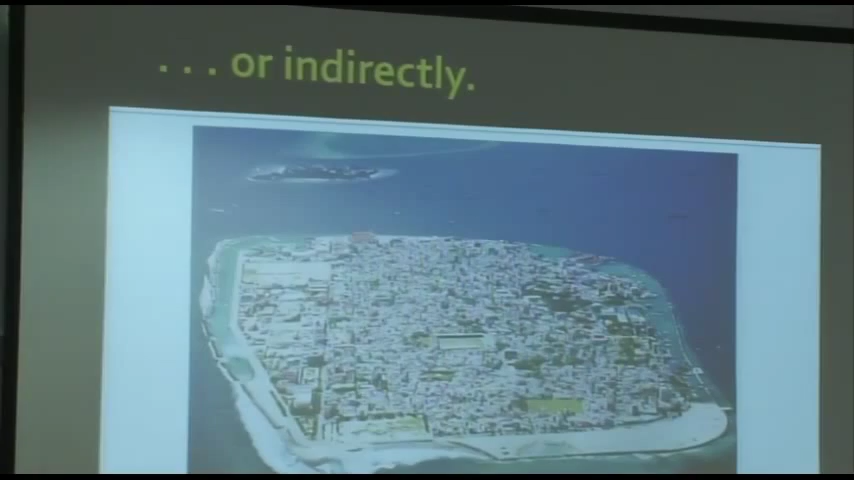 . . . or indirectly.